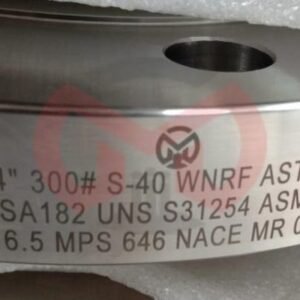 4" 300# S-40 WNRF AST
SA182 UNS S31254 ASM
6.5 MPS 646 NACE MR